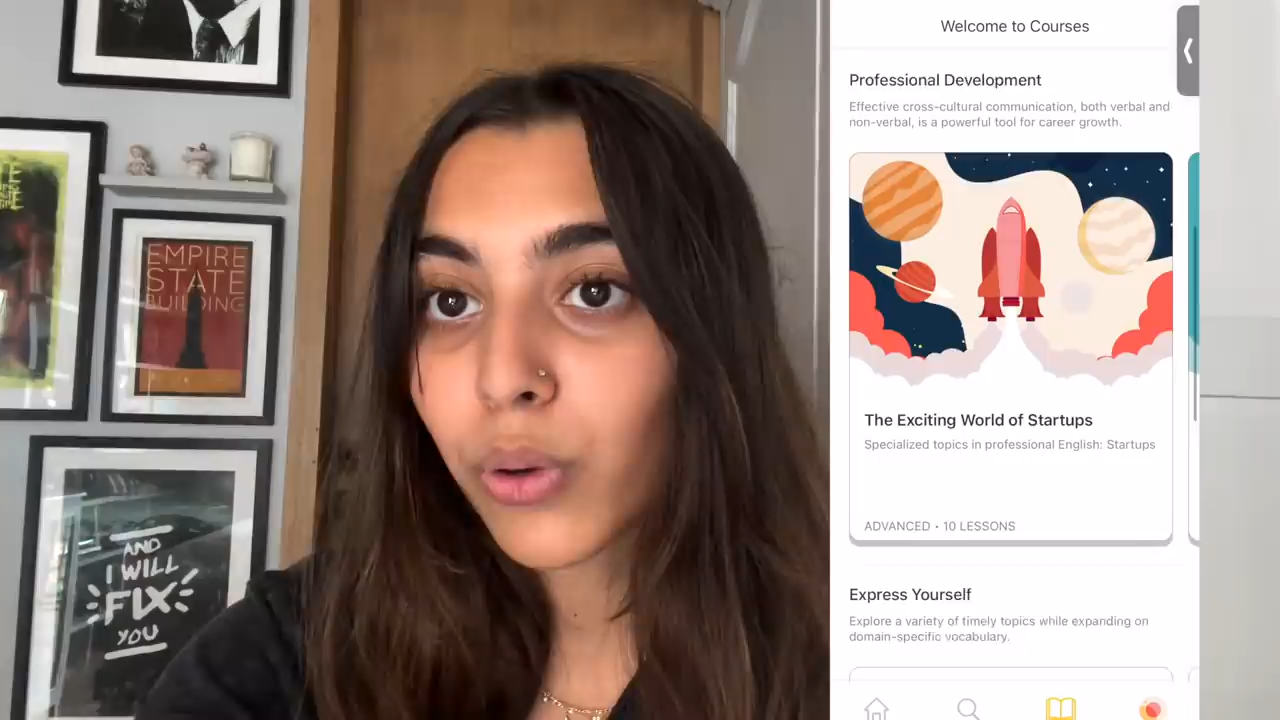 EMPIRE
STATE
BUILDING
AND
I WILL
FIX
YOU
Welcome to Courses
Professional Development
Effective cross-cultural communication, both verbal and
non-verbal, is a powerful tool for career growth.
The Exciting World of Startups
Specialized topics in professional English: Startups
ADVANCED • 10 LESSONS
Express Yourself
Explore a variety of timely topics while expanding on
domain-specific vocabulary.